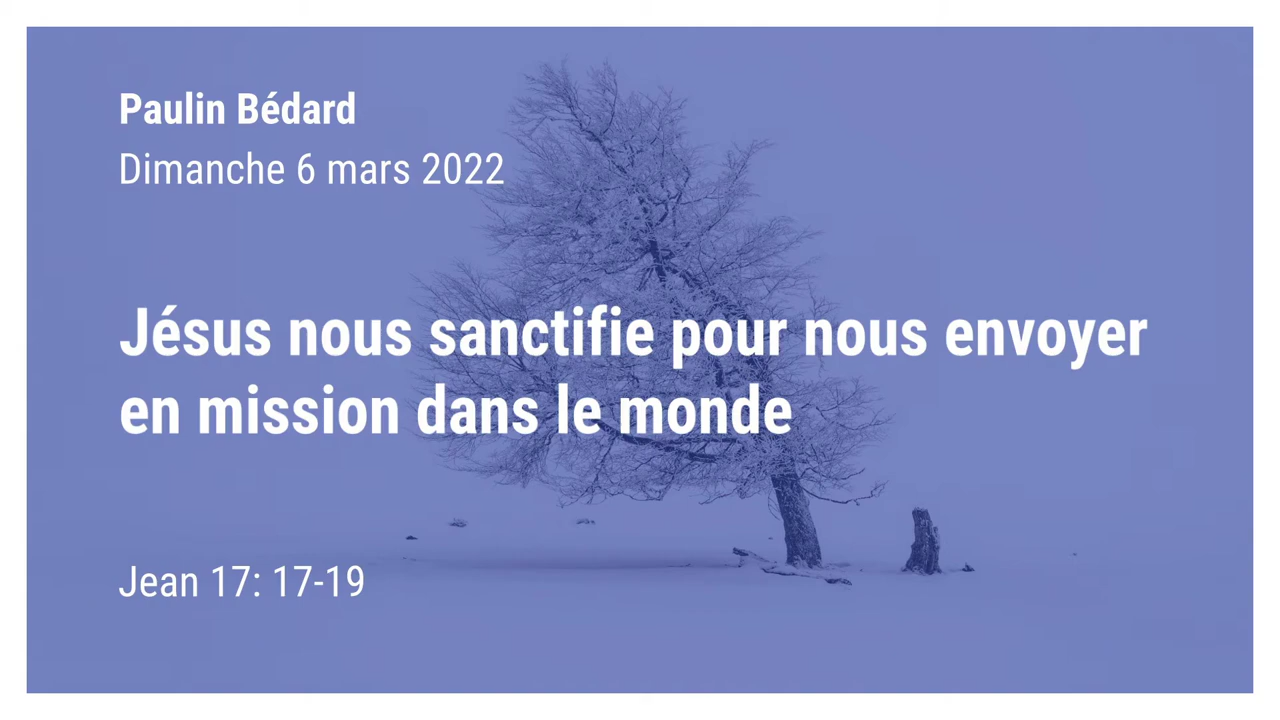 Paulin Bédard
Dimanche 6 mars 2022
Jésus nous sanctifie pour nous envoyer
en mission dans le monde
Jean 17: 17-19